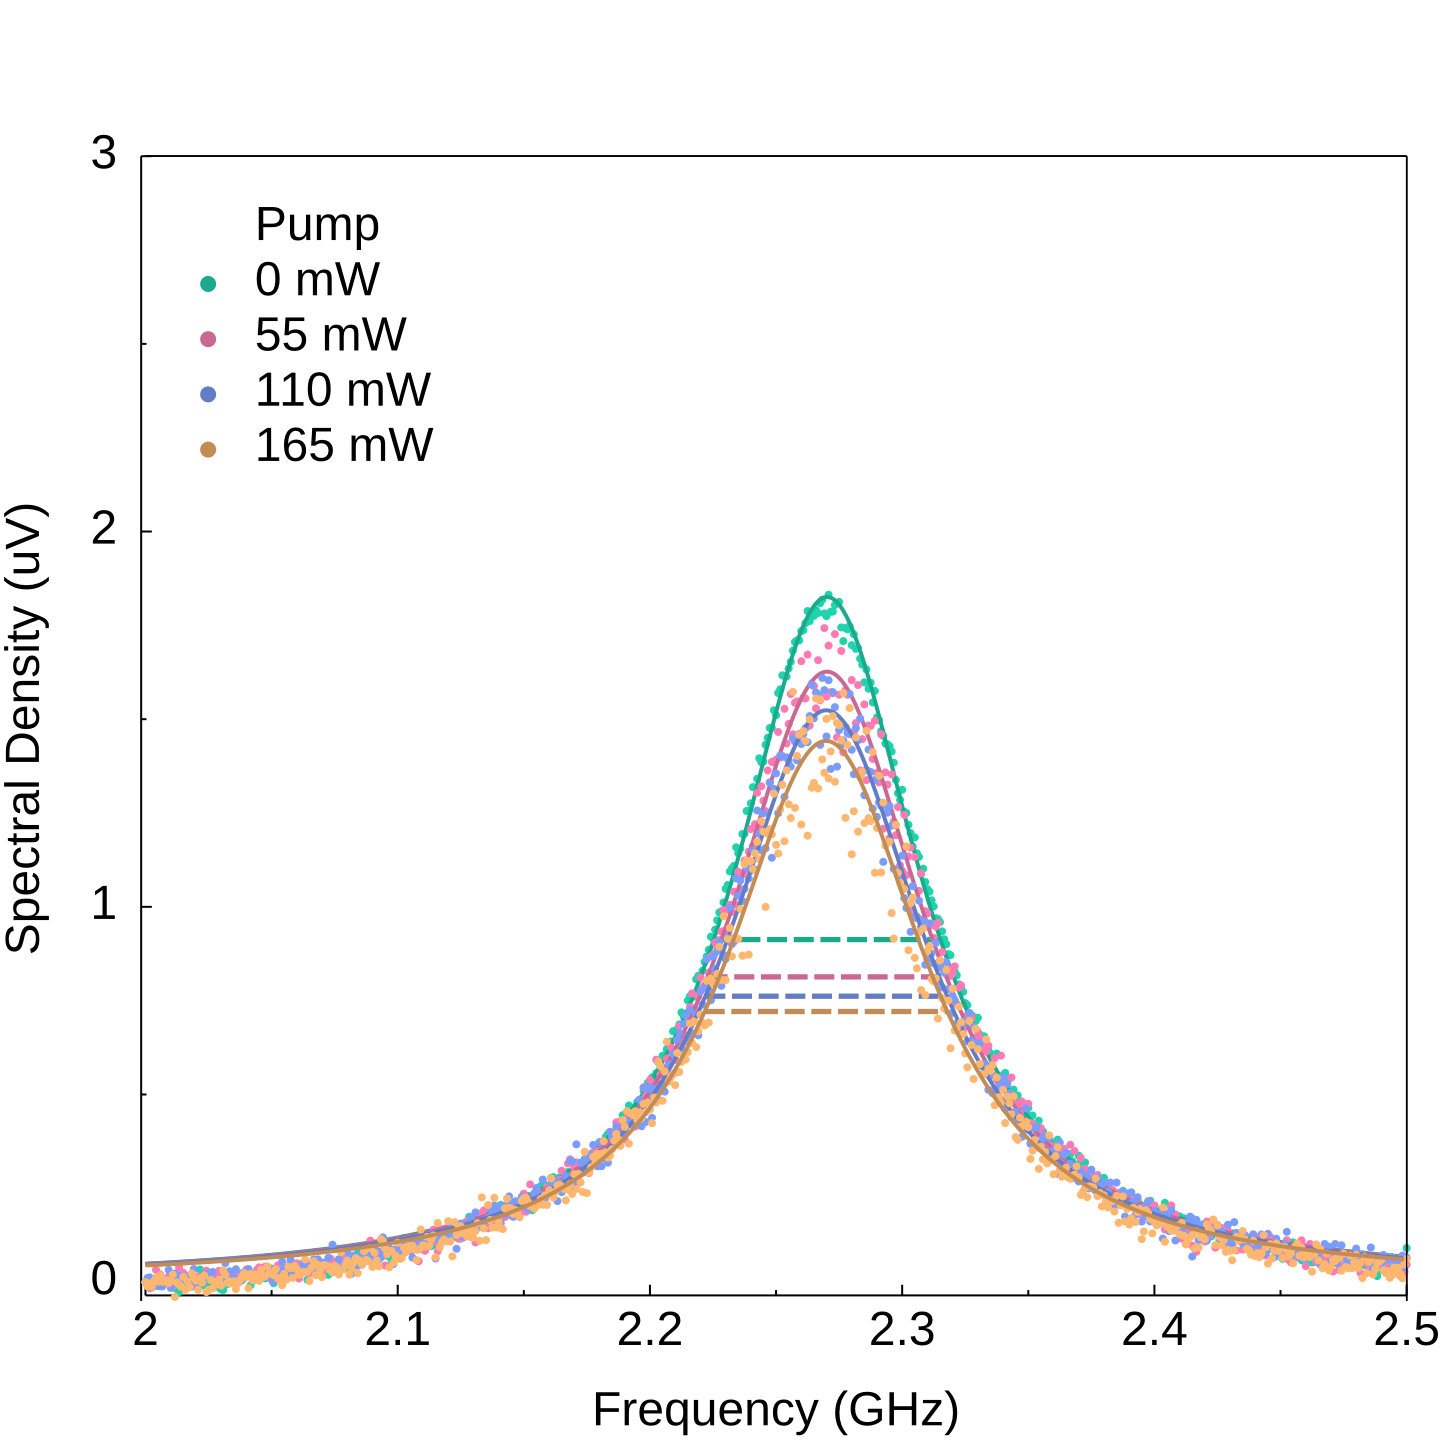 3
Pump
0 mW
55 mW
110 mW
165 mW
2
1
0
Spectral Density (uV)
2 2.1 2.2 2.3 2.4 2.5
Frequency (GHz)